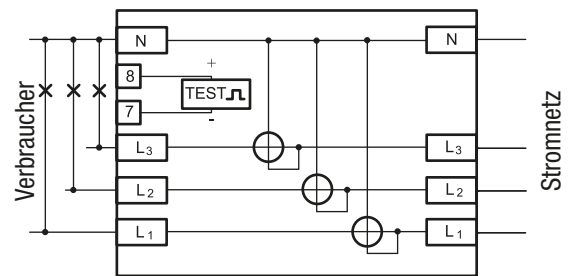 Verbraucher
N
N
8
+
TEST
7
-
L3
L3
L2
L2
L1
L1
Stromnetz